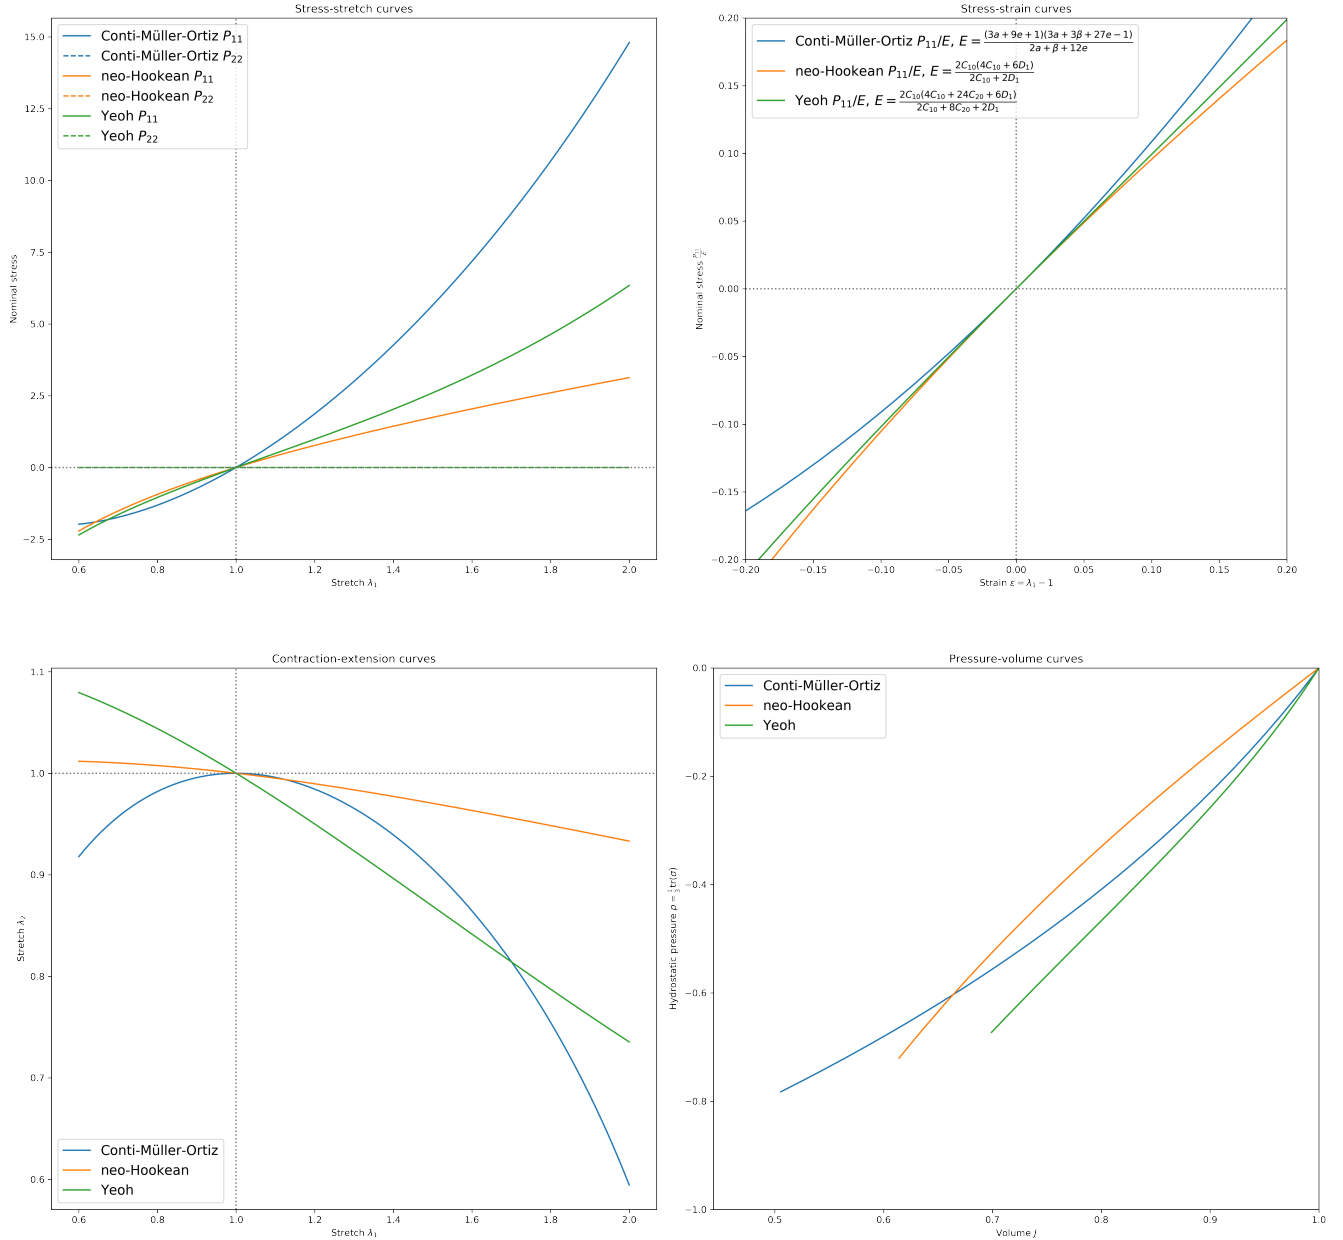 Stress-stretch curves
Conti-Müller-Ortiz P₁₁
Conti-Müller-Ortiz P₂₂
neo-Hookean P₁₁
neo-Hookean P₂₂
Yeoh P₁₁
Yeoh P₂₂
15.0
12.5
10.0
7.5
5.0
2.5
0.0
−2.5
Nominal stress
0.6 0.8 1.0 1.2 1.4 1.6 1.8 2.0
Stretch λ₁
Stress-strain curves
Conti-Müller-Ortiz P₁₁/E, E = (3a+9e+1)(3a+3β+27e−1)/2a+β+12e
neo-Hookean P₁₁/E, E = 2C₁₀(4C₁₀+6D₁)/2C₁₀+2D₁
Yeoh P₁₁/E, E = 2C₁₀(4C₁₀+24C₂₀+6D₁)/2C₁₀+8C₂₀+2D₁
0.20
0.15
0.10
0.05
0.00
−0.05
−0.10
−0.15
−0.20
Nominal stress P₁₁/E
−0.20 −0.15 −0.10 −0.05 0.00 0.05 0.10 0.15 0.20
Strain ε = λ₁ − 1
Contraction-extension curves
1.1
1.0
0.9
0.8
0.7
0.6
Stretch λ₂
Conti-Müller-Ortiz
neo-Hookean
Yeoh
0.6 0.8 1.0 1.2 1.4 1.6 1.8 2.0
Stretch λ₁
Pressure-volume curves
Conti-Müller-Ortiz
neo-Hookean
Yeoh
0.0
−0.2
−0.4
−0.6
−0.8
−1.0
Hydrostatic pressure p = 1/3 tr(σ)
0.5 0.6 0.7 0.8 0.9 1.0
Volume J